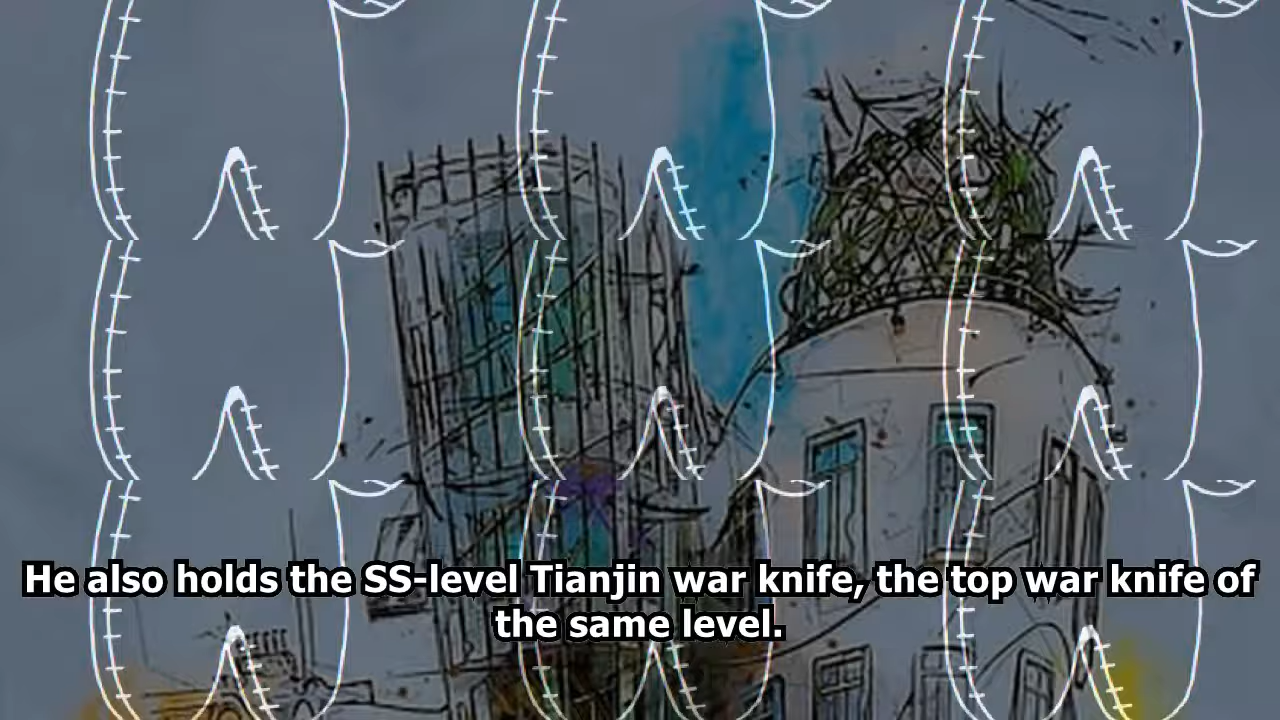 He also holds the SS-level Tianjin war knife, the top war knife of
the same level.